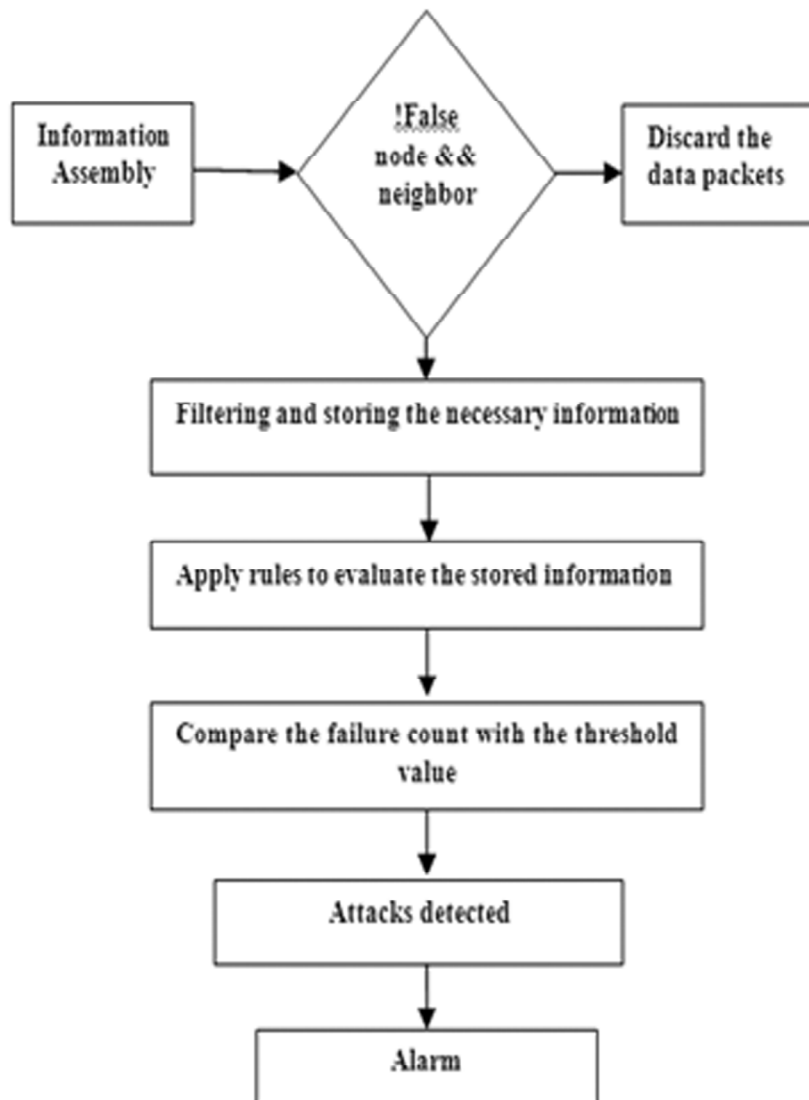 Information
Assembly
!False
node &&
neighbor
Discard the
data packets
Filtering and storing the necessary information
Apply rules to evaluate the stored information
Compare the failure count with the threshold
value
Attacks detected
Alarm